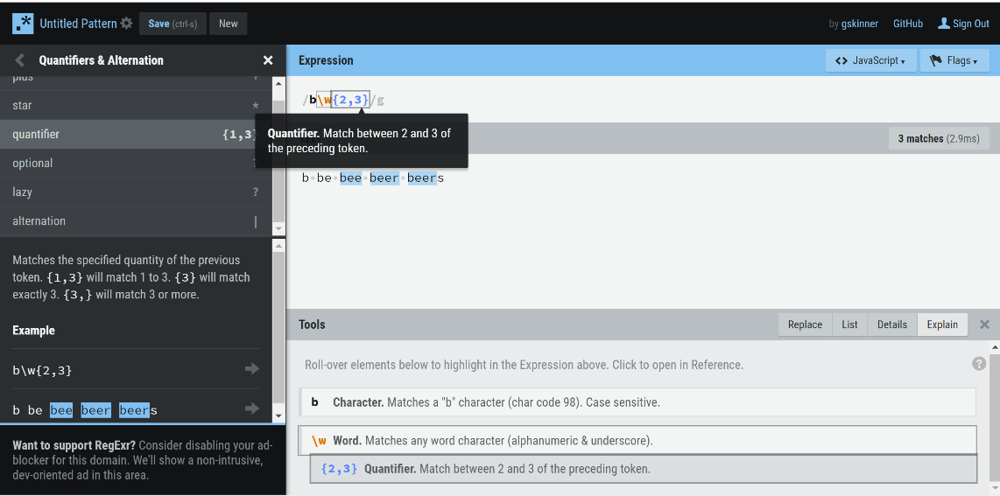 Untitled Pattern Save (ctrl-s) New by gskinner GitHub Sign Out
Quantifiers & Alternation
plus +
star *
quantifier {1,3}
optional
lazy ?
alternation |
Matches the specified quantity of the previous
token. {1,3} will match 1 to 3. {3} will match
exactly 3. {3,} will match 3 or more.
Example
b\w{2,3}
b be bee beer beers
Want to support RegExr? Consider disabling your ad-
blocker for this domain. We'll show a non-intrusive,
dev-oriented ad in this area.
Expression <> JavaScript Flags
/b\w{2,3}/g
Quantifier. Match between 2 and 3 of
the preceding token.
3 matches (2.9ms)
b be bee beer beers
Tools Replace List Details Explain
Roll-over elements below to highlight in the Expression above. Click to open in Reference. ?
b Character. Matches a "b" character (char code 98). Case sensitive.
\w Word. Matches any word character (alphanumeric & underscore).
{2,3} Quantifier. Match between 2 and 3 of the preceding token.